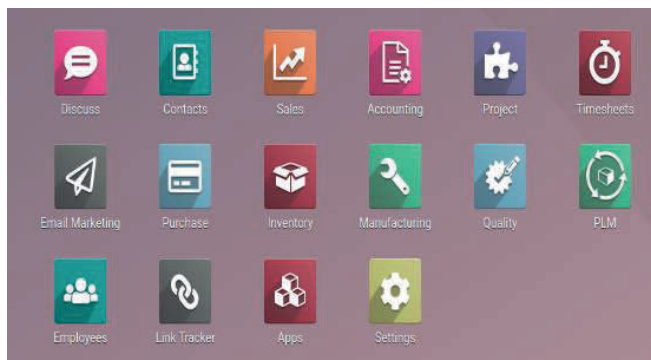 Discuss
Contacts
Sales
Accounting
Project
Timesheets
Email Marketing
Purchase
Inventory
Manufacturing
Quality
PLM
Employees
Link Tracker
Apps
Settings